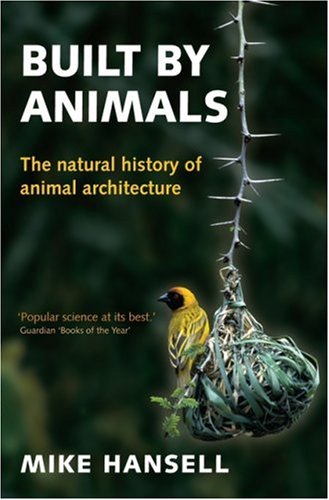 BUILT BY
ANIMALS
The natural history of
animal architecture
‘Popular science at its best.’
Guardian ‘Books of the Year’
MIKE HANSELL